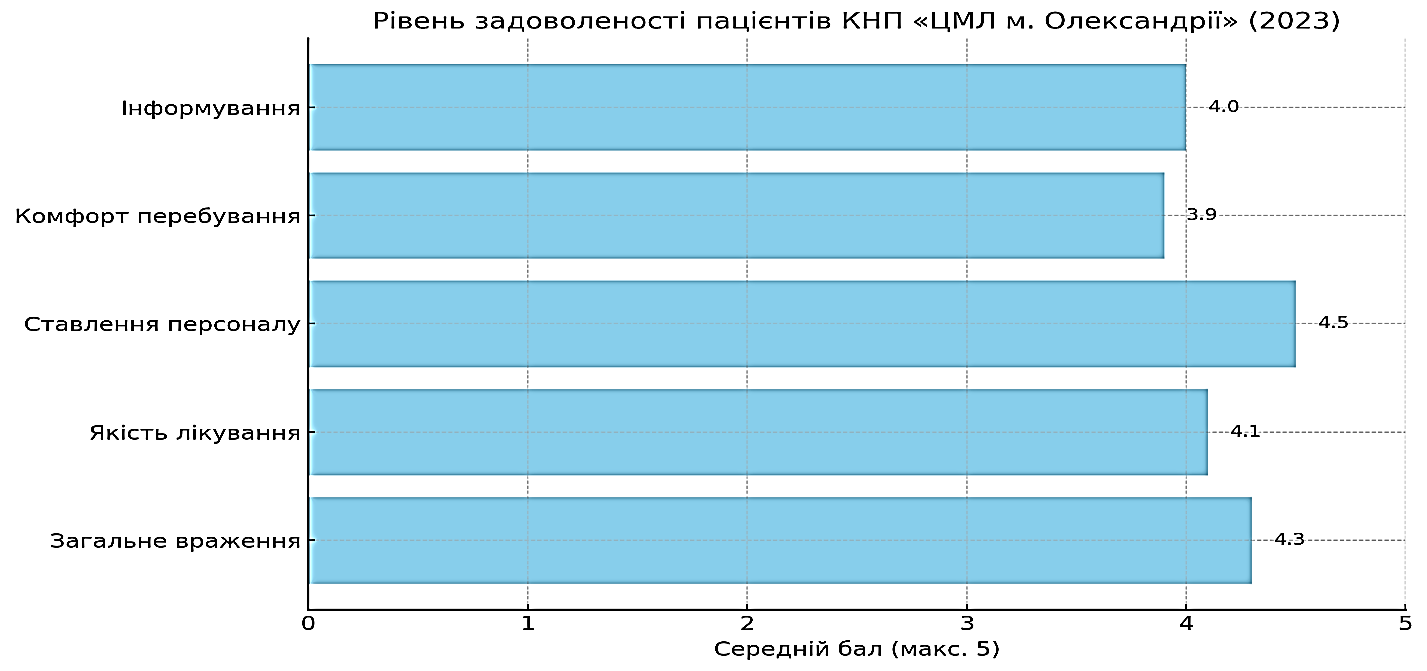 Рівень задоволеності пацієнтів КНП «ЦМЛ м. Олександрії» (2023)
Інформування 4.0
Комфорт перебування 3.9
Ставлення персоналу 4.5
Якість лікування 4.1
Загальне враження 4.3
0 1 2 3 4 5
Середній бал (макс. 5)